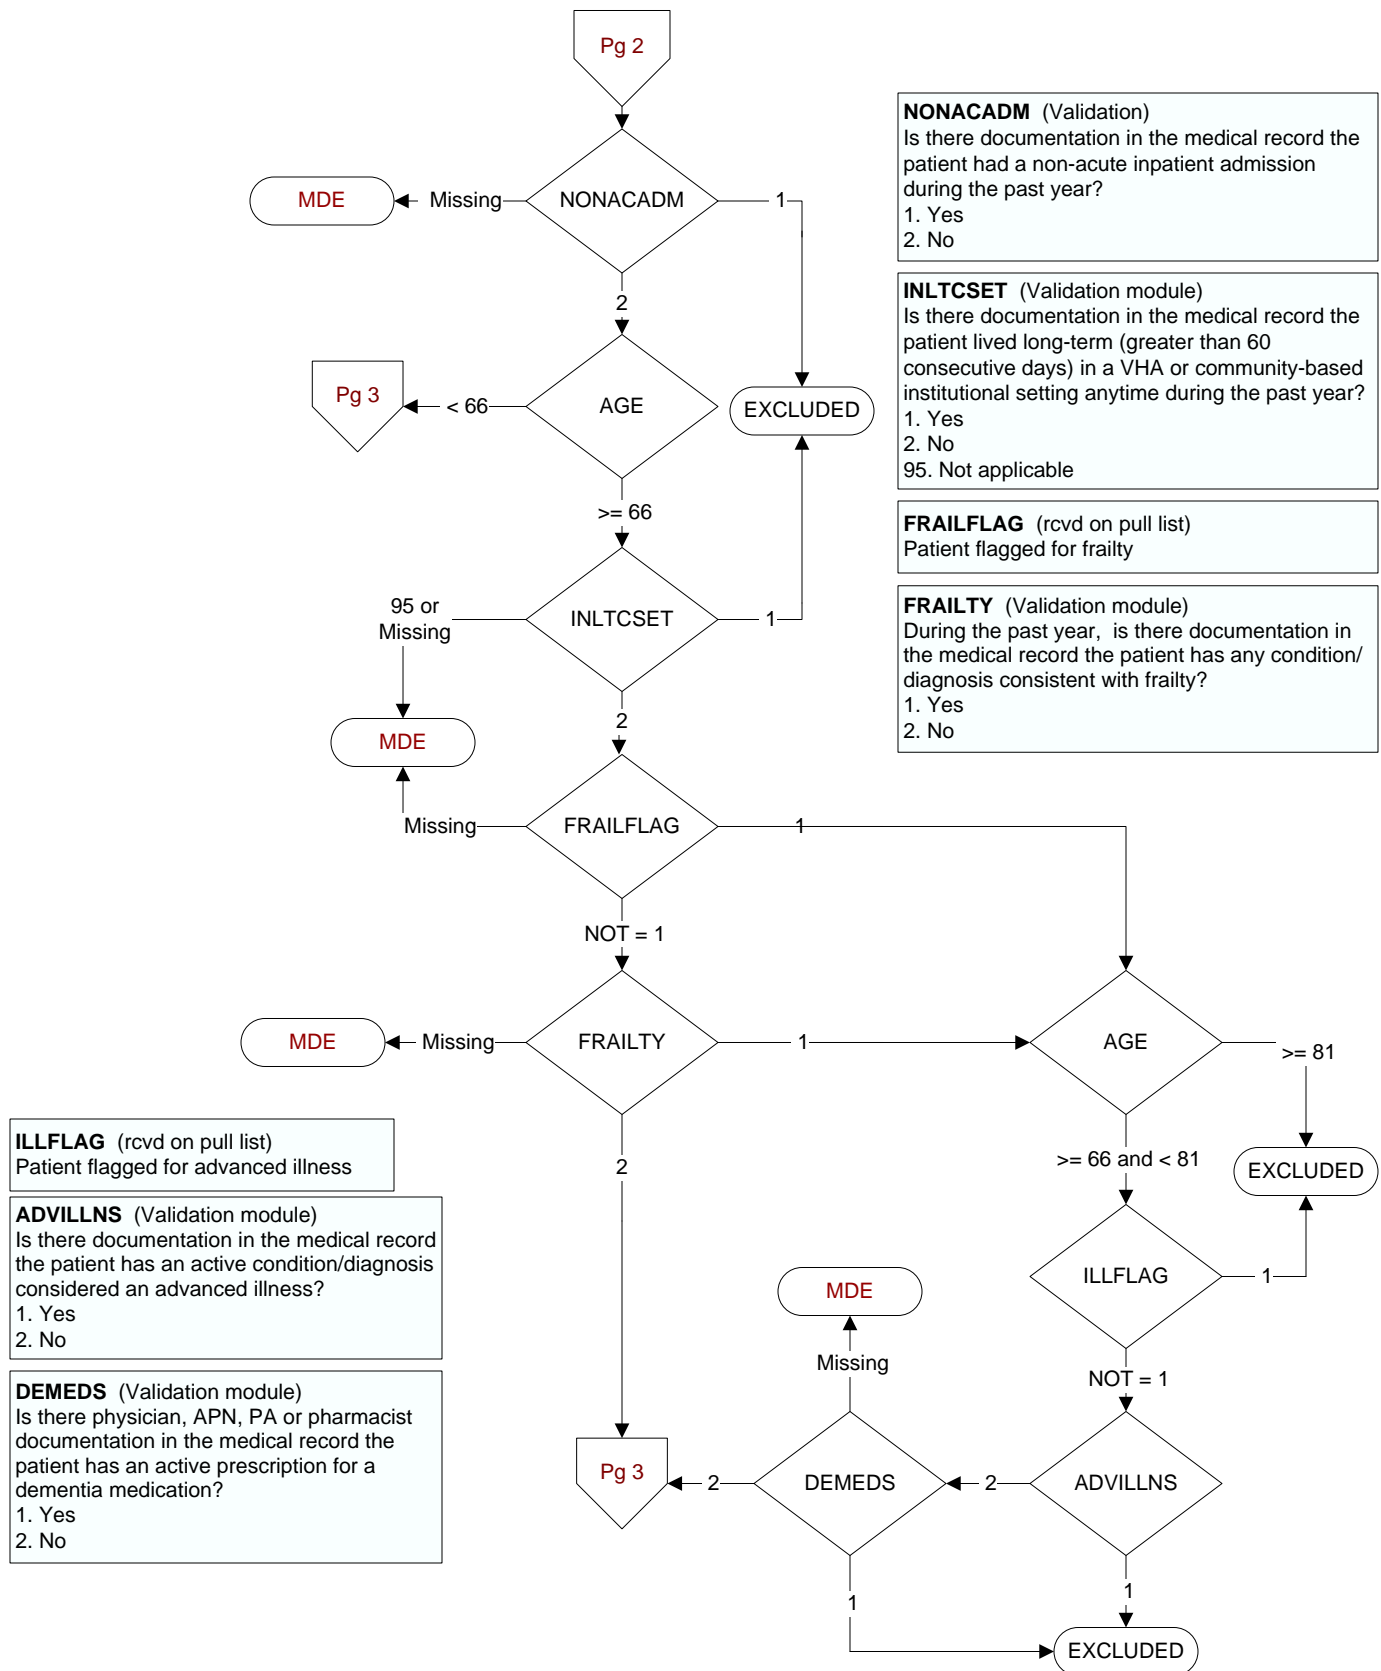 Pg 2
NONACADM (Validation)
Is there documentation in the medical record the
patient had a non-acute inpatient admission
during the past year?
1. Yes
2. No
MDE
Missing
NONACADM
1
2
INLTCSET (Validation module)
Is there documentation in the medical record the
patient lived long-term (greater than 60
consecutive days) in a VHA or community-based
institutional setting anytime during the past year?
1. Yes
2. No
95. Not applicable
Pg 3
< 66
AGE
EXCLUDED
>= 66
FRAILFLAG (rcvd on pull list)
Patient flagged for frailty
FRAILTY (Validation module)
During the past year, is there documentation in
the medical record the patient has any condition/
diagnosis consistent with frailty?
1. Yes
2. No
95 or
Missing
INLTCSET
1
2
MDE
Missing
FRAILFLAG
1
NOT = 1
MDE
Missing
FRAILTY
1
AGE
>= 81
2
>= 66 and < 81
EXCLUDED
ILLFLAG (rcvd on pull list)
Patient flagged for advanced illness
ADVILLNS (Validation module)
Is there documentation in the medical record
the patient has an active condition/diagnosis
considered an advanced illness?
1. Yes
2. No
ILLFLAG
1
MDE
Missing
NOT = 1
DEMEDS (Validation module)
Is there physician, APN, PA or pharmacist
documentation in the medical record the
patient has an active prescription for a
dementia medication?
1. Yes
2. No
Pg 3
2
DEMEDS
2
ADVILLNS
1
1
EXCLUDED